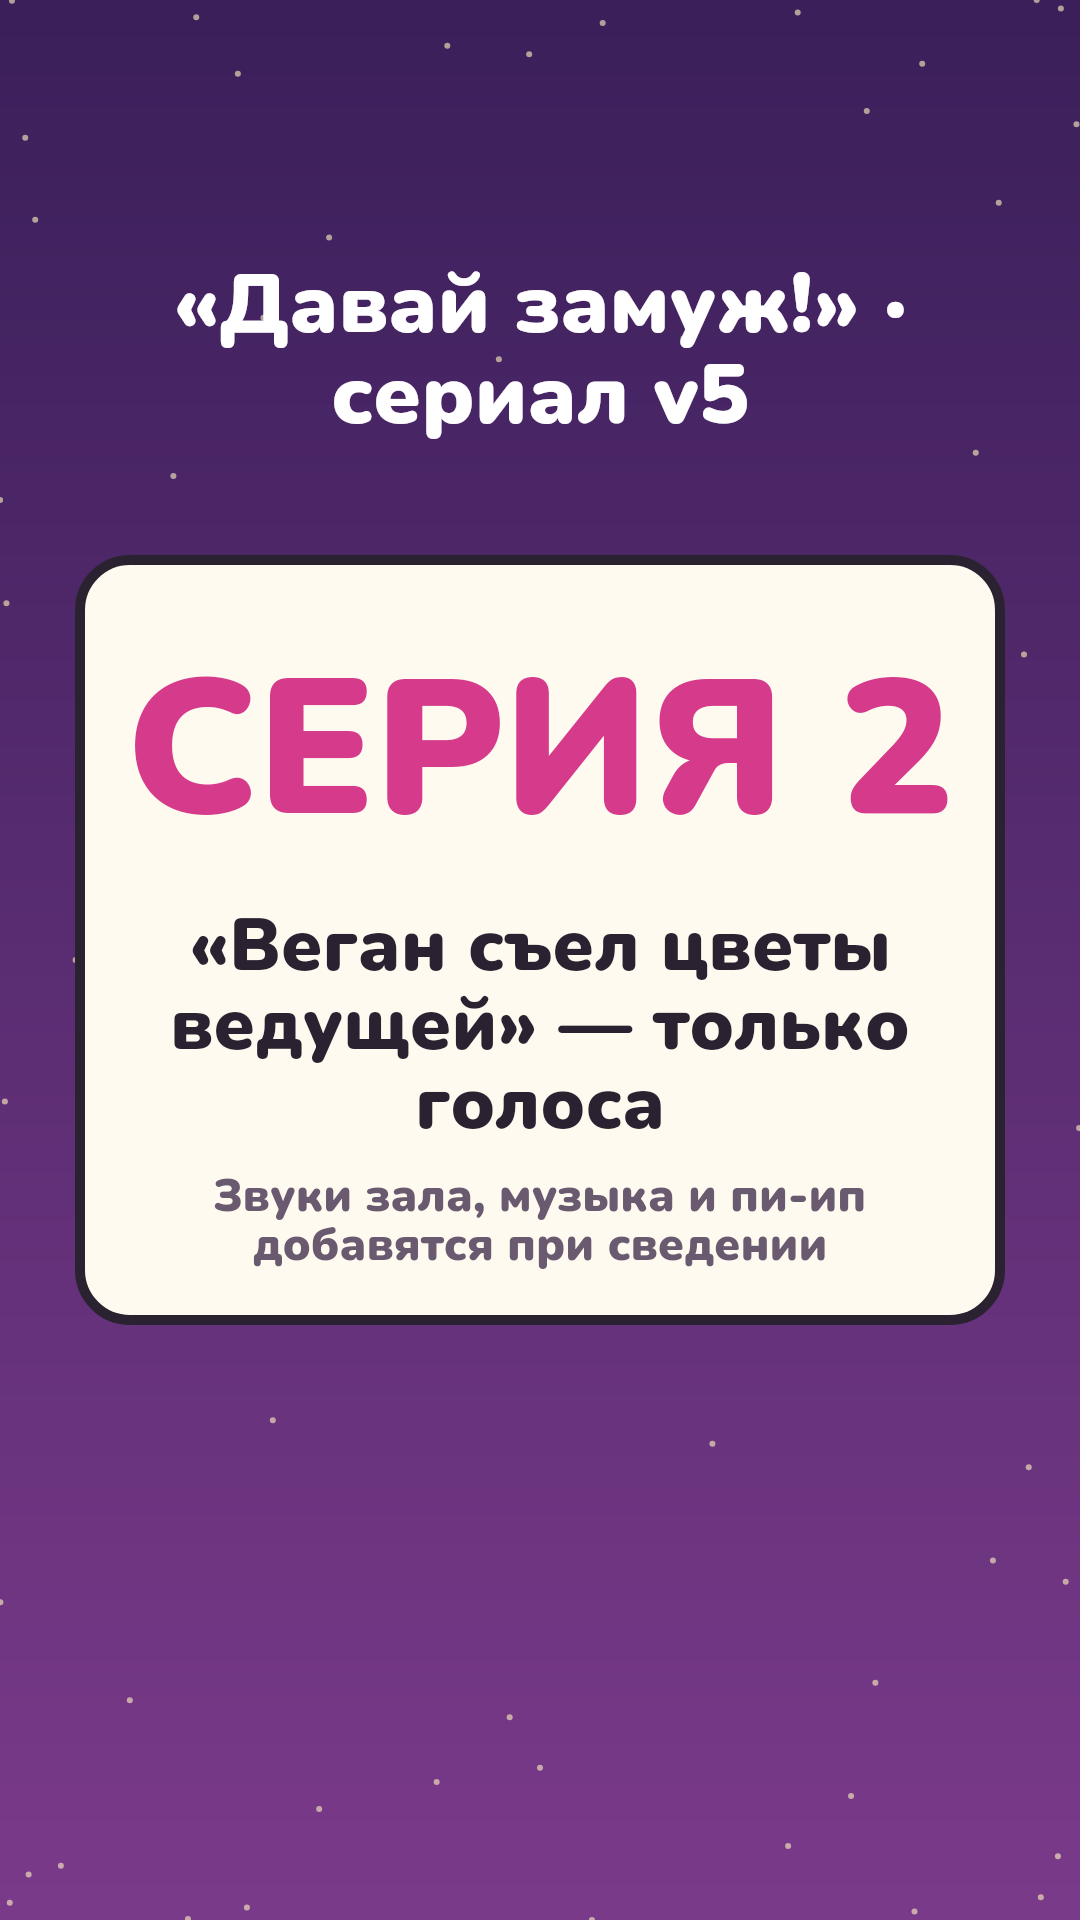 «Давай замуж!» ·
сериал v5
СЕРИЯ 2
«Веган съел цветы
ведущей» — только
голоса
Звуки зала, музыка и пи-ип
добавятся при сведении